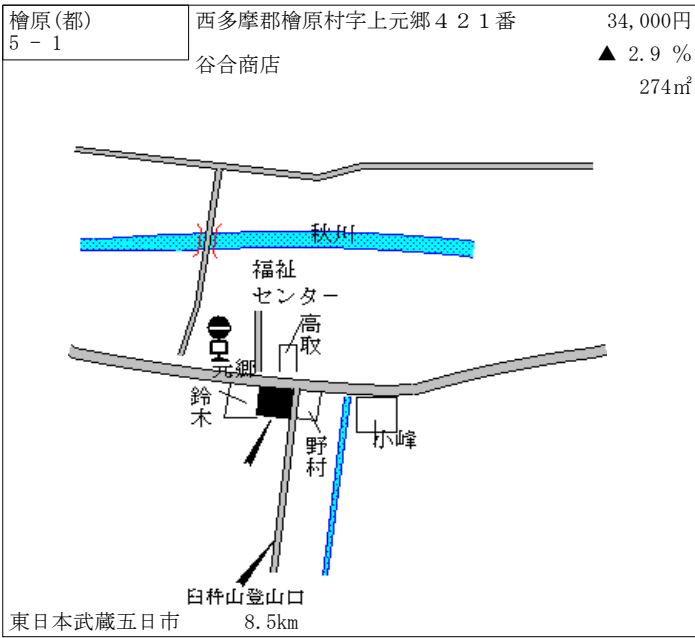 檜原(都)
5 - 1
西多摩郡檜原村字上元郷４２１番
谷合商店
34,000円
▲ 2.9 %
274㎡
秋川
福祉
センター
高取
元郷
鈴木
野村
小峰
臼杵山登山口
東日本武蔵五日市 8.5km